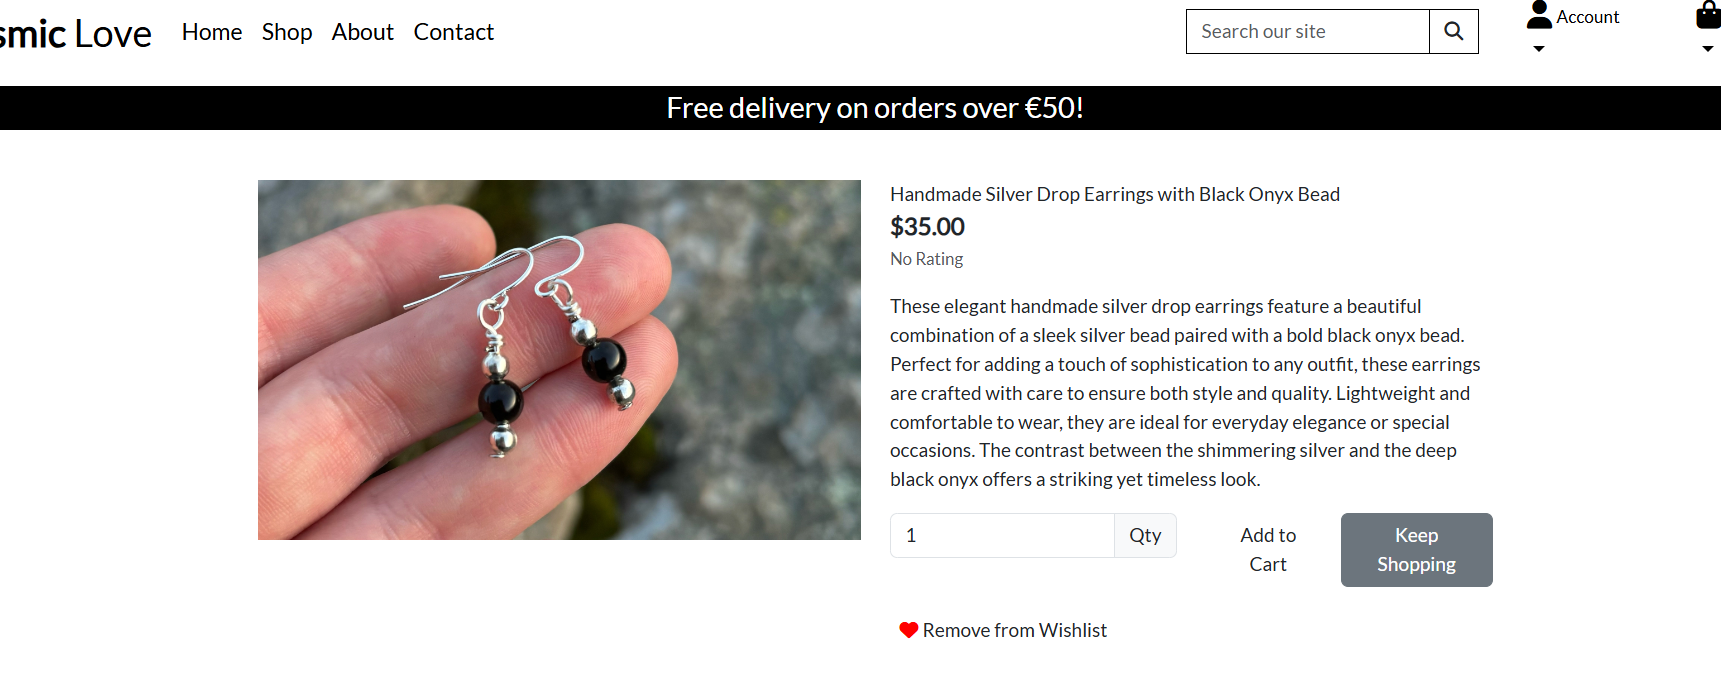 smic Love Home Shop About Contact Search our site Account
Free delivery on orders over €50!
Handmade Silver Drop Earrings with Black Onyx Bead
$35.00
No Rating
These elegant handmade silver drop earrings feature a beautiful
combination of a sleek silver bead paired with a bold black onyx bead.
Perfect for adding a touch of sophistication to any outfit, these earrings
are crafted with care to ensure both style and quality. Lightweight and
comfortable to wear, they are ideal for everyday elegance or special
occasions. The contrast between the shimmering silver and the deep
black onyx offers a striking yet timeless look.
1 Qty
Add to
Cart
Keep
Shopping
Remove from Wishlist